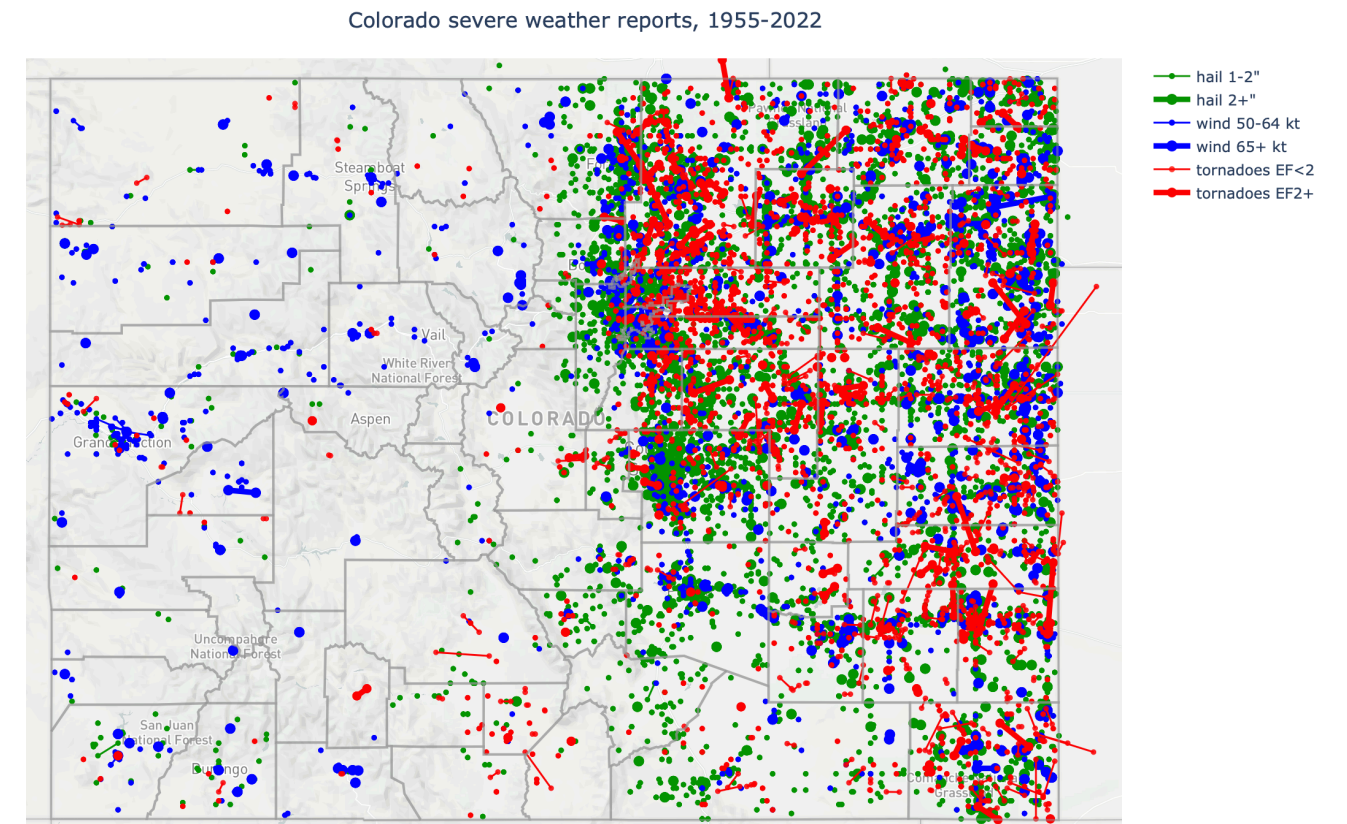 Colorado severe weather reports, 1955-2022
hail 1-2"
hail 2+"
wind 50-64 kt
wind 65+ kt
tornadoes EF<2
tornadoes EF2+
Steamboat
Springs
Vail
White River
National Forest
Aspen
COLORADO
Grand
Uncompahgre
National Forest
San Juan
National Forest
Durango